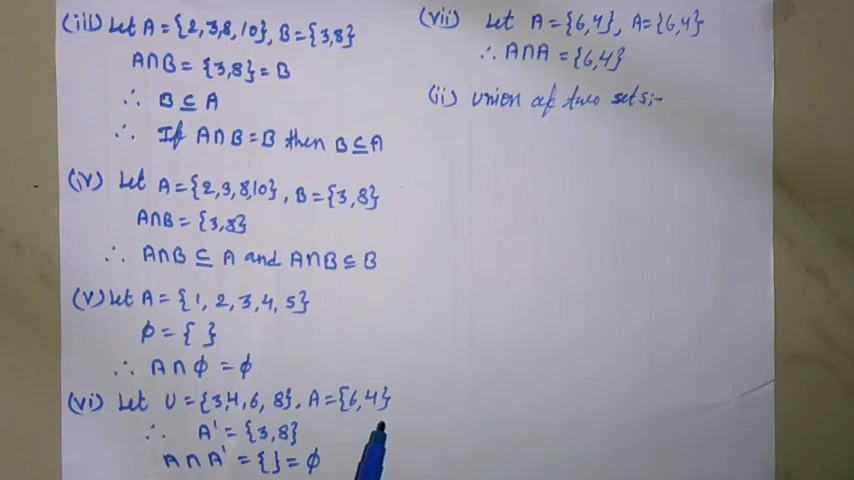 (iii) Let A = {2,3,8,10}, B = {3,8}
A∩B = {3,8} = B
∴ B ⊆ A
∴ If A∩B = B then B ⊆ A
(iv) Let A = {2,3,8,10}, B = {3,8}
A∩B = {3,8}
∴ A∩B ⊆ A and A∩B ⊆ B
(v) Let A = {1, 2, 3, 4, 5}
ϕ = { }
∴ A ∩ ϕ = ϕ
(vi) Let U = {3,4,6, 8}. A = {6,4}
∴ A' = {3,8}
A ∩ A' = { } = ϕ
(vii) Let A = {6,4}, A = {6,4}
∴ A∩A = {6,4}
(ii) Union of two sets:-